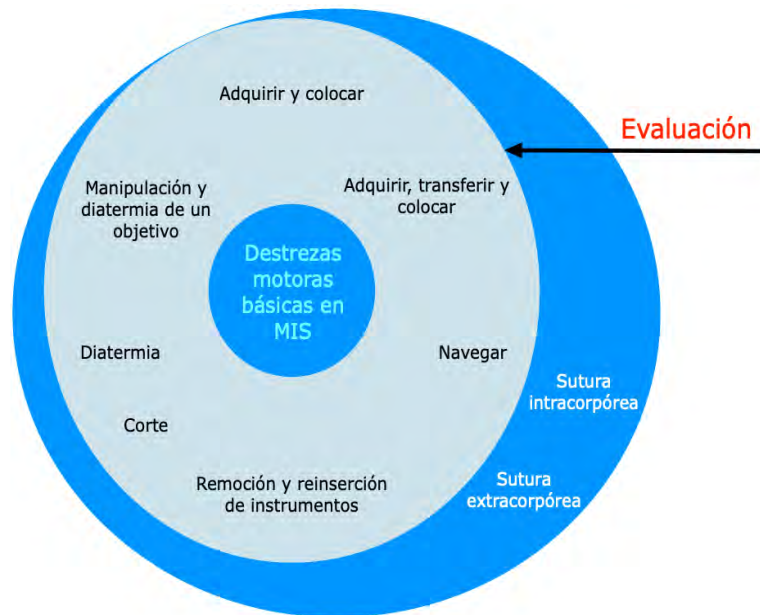 Adquirir y colocar
Evaluación
Manipulación y
diatermia de un
objetivo
Adquirir, transferir y
colocar
Destrezas
motoras
básicas en
MIS
Diatermia
Navegar
Sutura
intracorpórea
Corte
Remoción y reinserción
de instrumentos
Sutura
extracorpórea